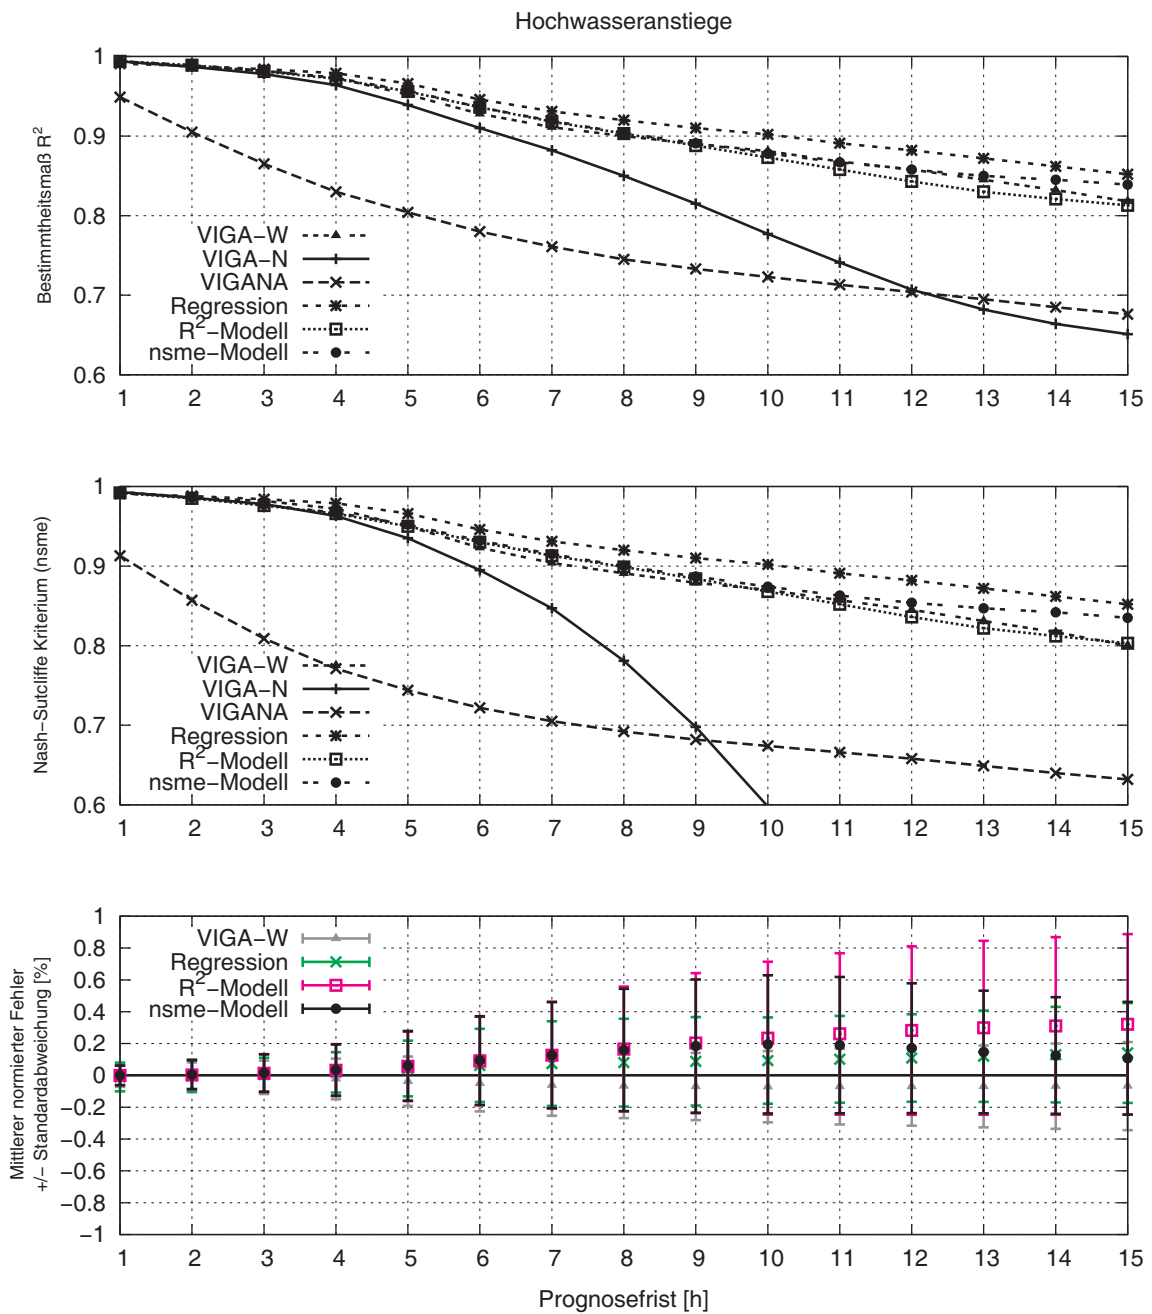 Hochwasseranstiege
Bestimmtheitsmaß R²
1
0.9
0.8
0.7
0.6
VIGA−W
VIGA−N
VIGANA
Regression
R²−Modell
nsme−Modell
1 2 3 4 5 6 7 8 9 10 11 12 13 14 15
Nash−Sutcliffe Kriterium (nsme)
1
0.9
0.8
0.7
0.6
VIGA−W
VIGA−N
VIGANA
Regression
R²−Modell
nsme−Modell
1 2 3 4 5 6 7 8 9 10 11 12 13 14 15
Mittlerer normierter Fehler
+/− Standardabweichung [%]
1
0.8
0.6
0.4
0.2
0
−0.2
−0.4
−0.6
−0.8
−1
VIGA−W
Regression
R²−Modell
nsme−Modell
1 2 3 4 5 6 7 8 9 10 11 12 13 14 15
Prognosefrist [h]